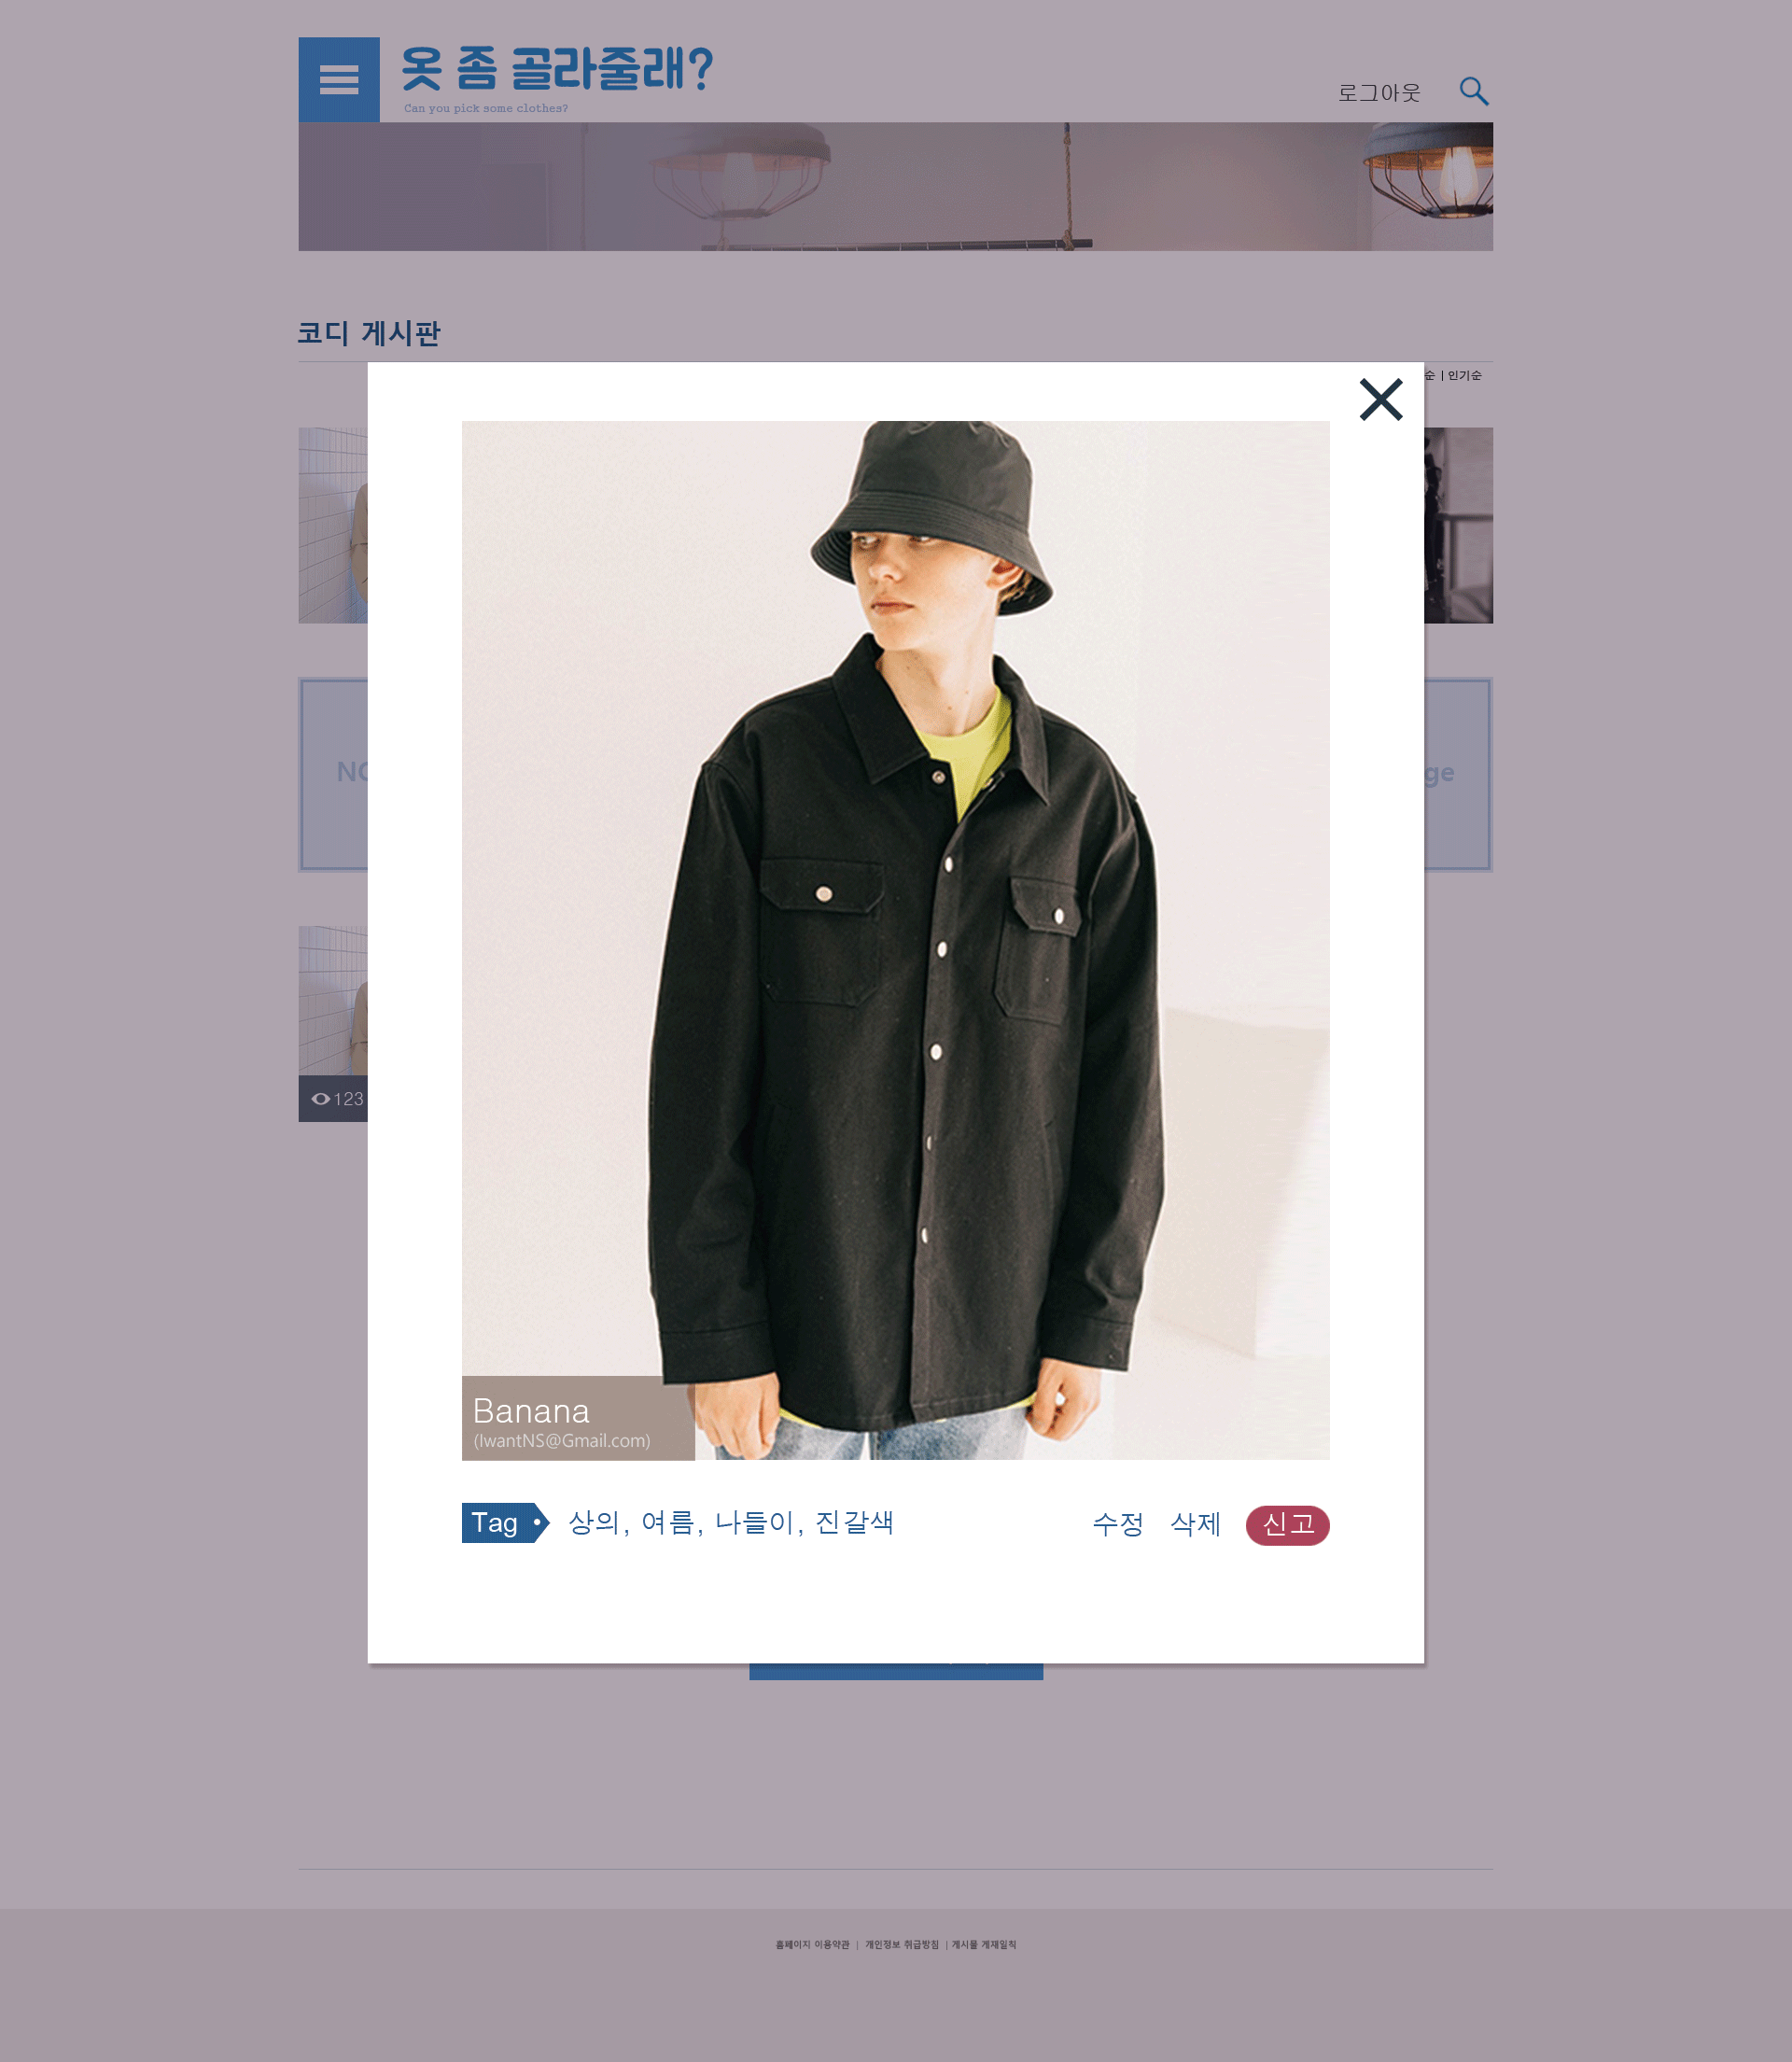 옷 좀 골라줄래?
Can you pick some clothes?
로그아웃
코디 게시판
순 | 인기순
ge
123
Banana
(IwantNS@Gmail.com)
Tag 상의, 여름, 나들이, 진갈색
수정 삭제 신고
홈페이지 이용약관 | 개인정보 취급방침 | 게시물 게재일칙